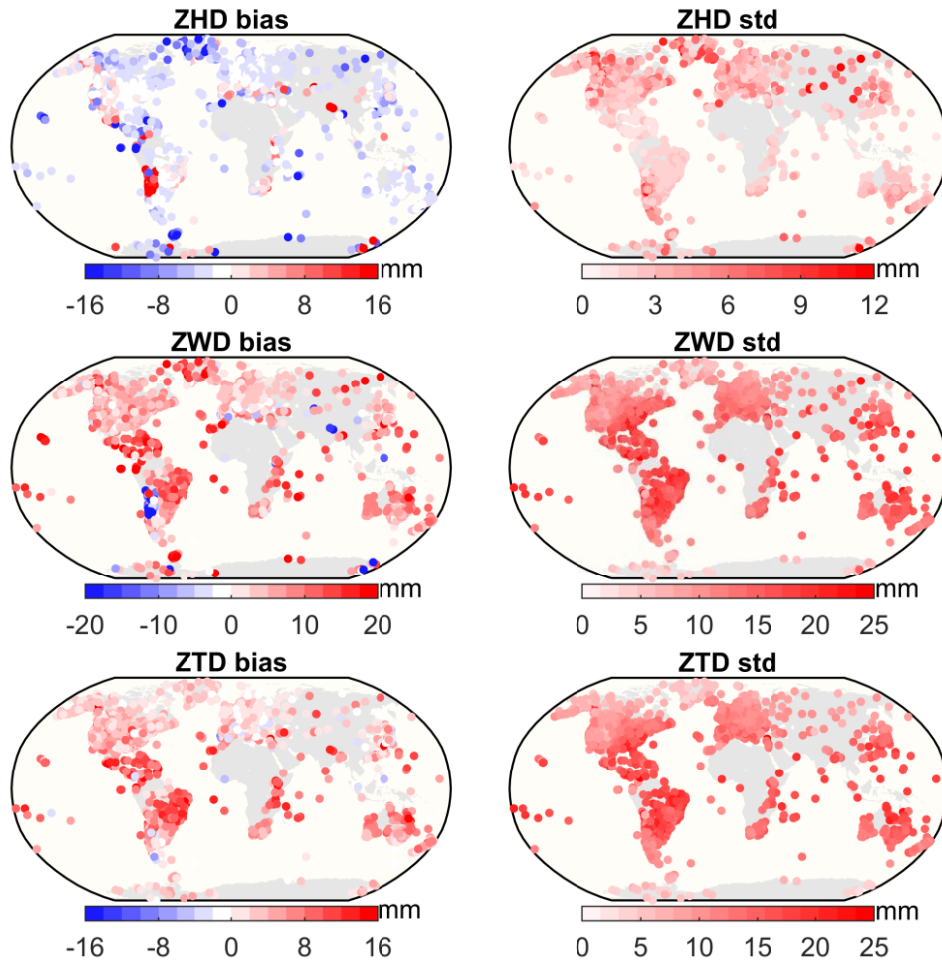 ZHD bias
ZHD std
mm
-16 -8 0 8 16
mm
0 3 6 9 12
ZWD bias
ZWD std
mm
-20 -10 0 10 20
mm
0 5 10 15 20 25
ZTD bias
ZTD std
mm
-16 -8 0 8 16
mm
0 5 10 15 20 25